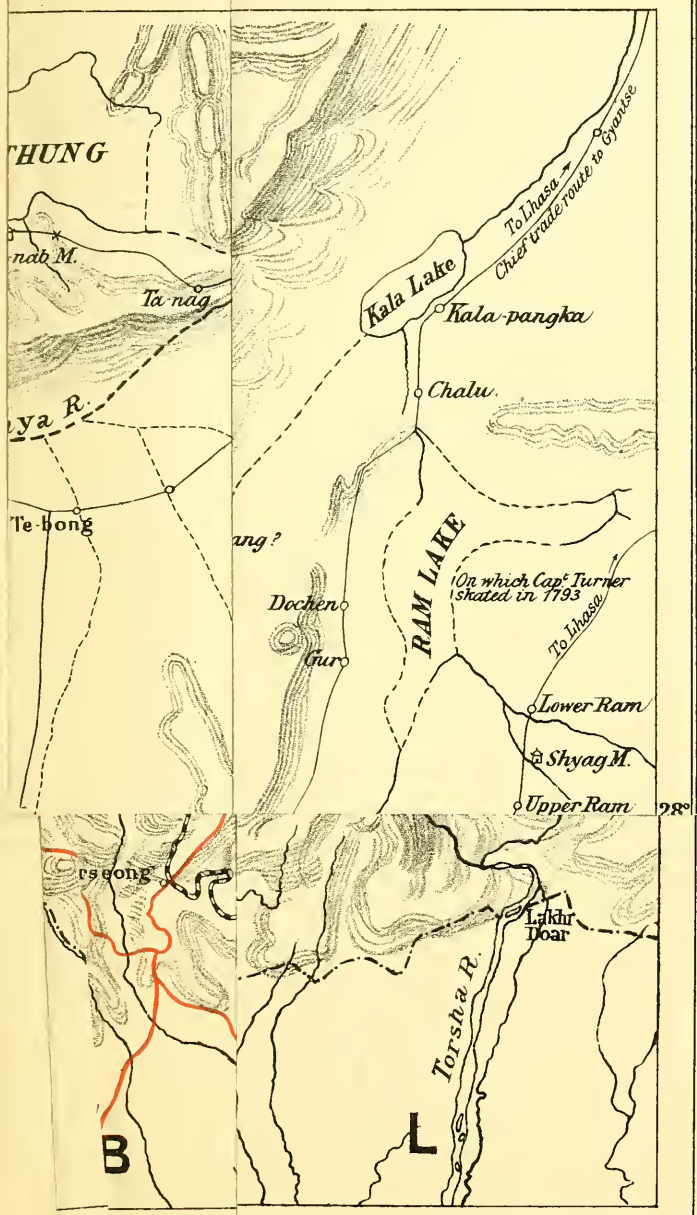 THUNG
nab M.
Ta-nag
nya R.
Te-bong
ang?
To Lhasa
Chief trade route to Gyantse
Kala Lake
Kala-pangka
Chalu.
RAM LAKE
On which Capt. Turner
skated in 1793
Dochen
Gur
To Lhasa
Lower Ram
Shyag M.
Upper Ram
28°
rseong
Lakhi
Doar
Torsha R.
B
L